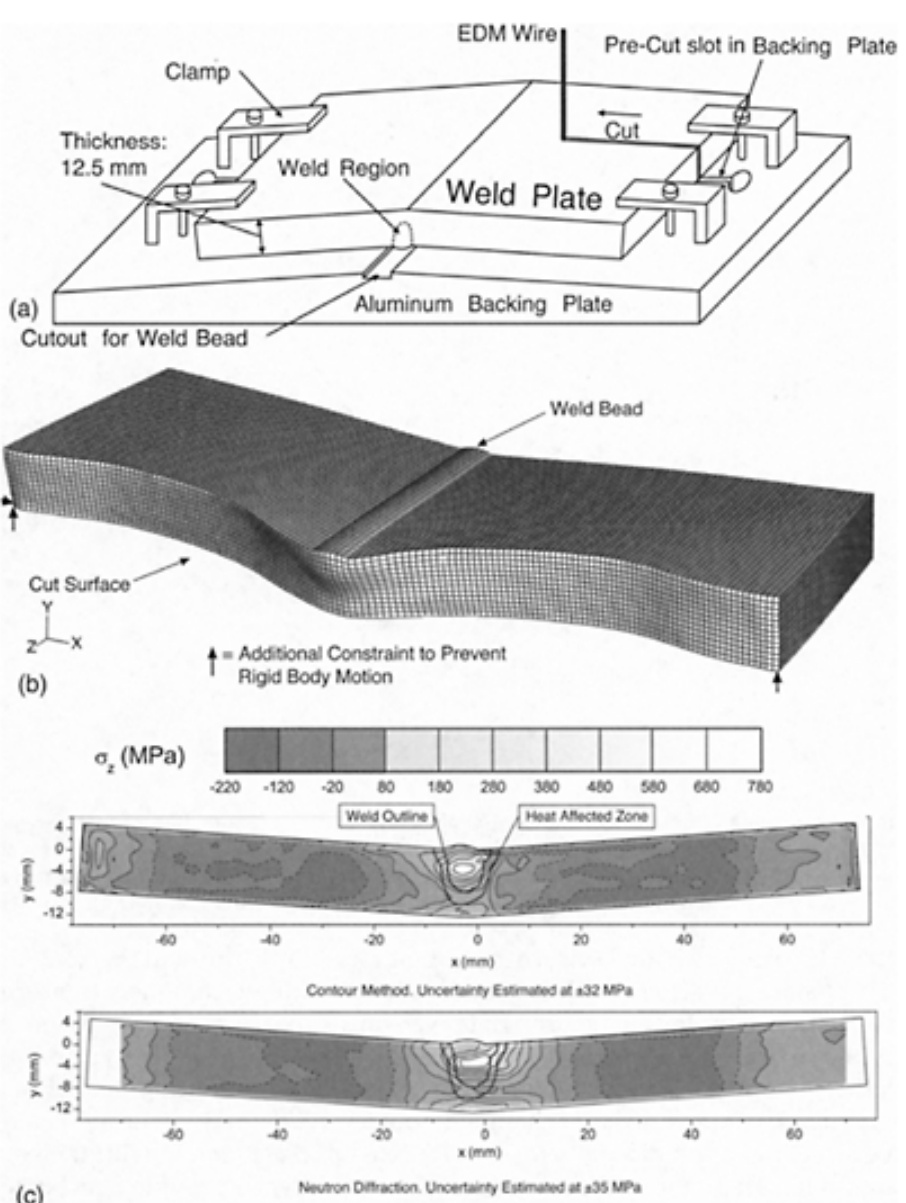 EDM Wire
Pre-Cut slot in Backing Plate
Clamp
Cut
Thickness:
12.5 mm
Weld Region
Weld Plate
(a)
Aluminum Backing Plate
Cutout for Weld Bead
Weld Bead
Cut Surface
Y
Z
X
= Additional Constraint to Prevent
Rigid Body Motion
(b)
σz (MPa)
-220 -120 -20 80 180 280 380 480 580 680 780
Weld Outline
Heat Affected Zone
y (mm)
4
0
-4
-8
-12
-60 -40 -20 0 20 40 60
x (mm)
Contour Method. Uncertainty Estimated at ±32 MPa
y (mm)
4
0
-4
-8
-12
-60 -40 -20 0 20 40 60
x (mm)
Neutron Diffraction. Uncertainty Estimated at ±35 MPa
(c)